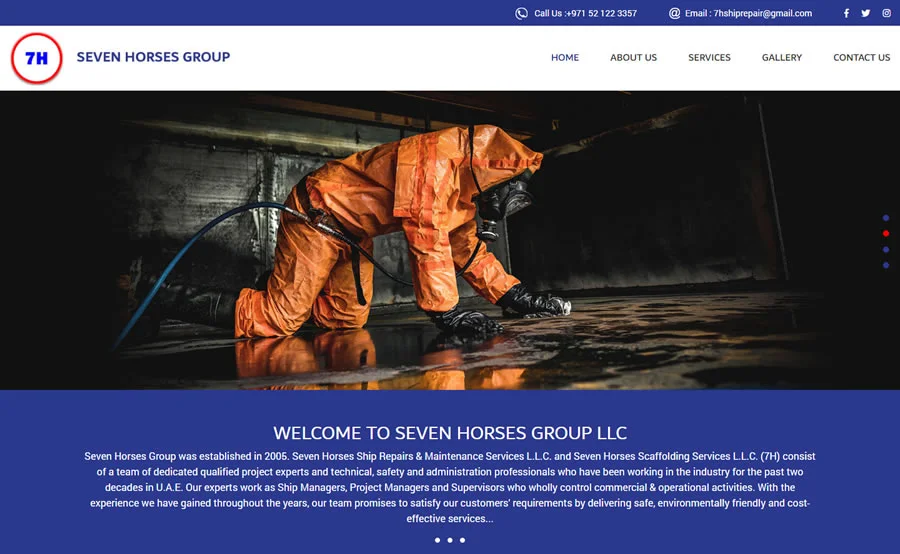 Call Us :+971 52 122 3357 Email : 7hshiprepair@gmail.com
7H SEVEN HORSES GROUP HOME ABOUT US SERVICES GALLERY CONTACT US
WELCOME TO SEVEN HORSES GROUP LLC
Seven Horses Group was established in 2005. Seven Horses Ship Repairs & Maintenance Services L.L.C. and Seven Horses Scaffolding Services L.L.C. (7H) consist
of a team of dedicated qualified project experts and technical, safety and administration professionals who have been working in the industry for the past two
decades in U.A.E. Our experts work as Ship Managers, Project Managers and Supervisors who wholly control commercial & operational activities. With the
experience we have gained throughout the years, our team promises to satisfy our customers' requirements by delivering safe, environmentally friendly and cost-
effective services...